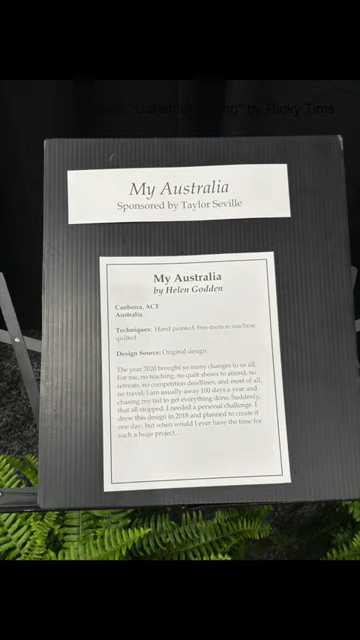 "Gatherer's Song" by Ricky Tims
My Australia
Sponsored by Taylor Seville
My Australia
by Helen Godden
Canberra, ACT
Australia
Techniques: Hand painted, free-motion machine
quilted
Design Source: Original design
The year 2020 brought so many changes to us all.
For me, no teaching, no quilt shows to attend, no
retreats, no competition deadlines, and most of all,
no travel. I am usually away 100 days a year and
chasing my tail to get everything done. Suddenly,
that all stopped. I needed a personal challenge. I
drew this design in 2018 and planned to create it
one day, but when would I ever have the time for
such a huge project…